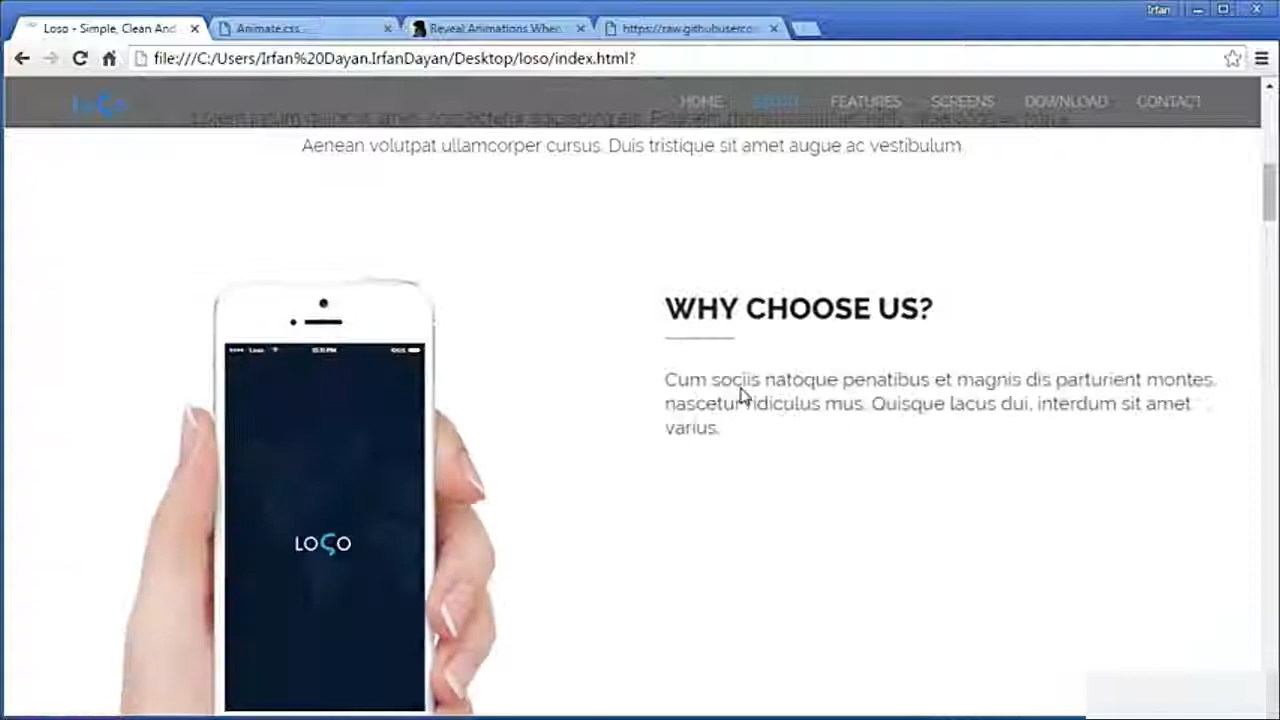 Irfan
Loso - Simple, Clean And
Animate.css
Reveal Animations When
https://raw.githubuserco
file:///C:/Users/Irfan%20Dayan.IrfanDayan/Desktop/loso/index.html?
LOSO
HOME
FEATURES
SCREENS
DOWNLOAD
CONTACT
Aenean volutpat ullamcorper cursus. Duis tristique sit amet augue ac vestibulum.
WHY CHOOSE US?
Cum sociis natoque penatibus et magnis dis parturient montes,
nascetur ridiculus mus. Quisque lacus dui, interdum sit amet
varius.
LOSO